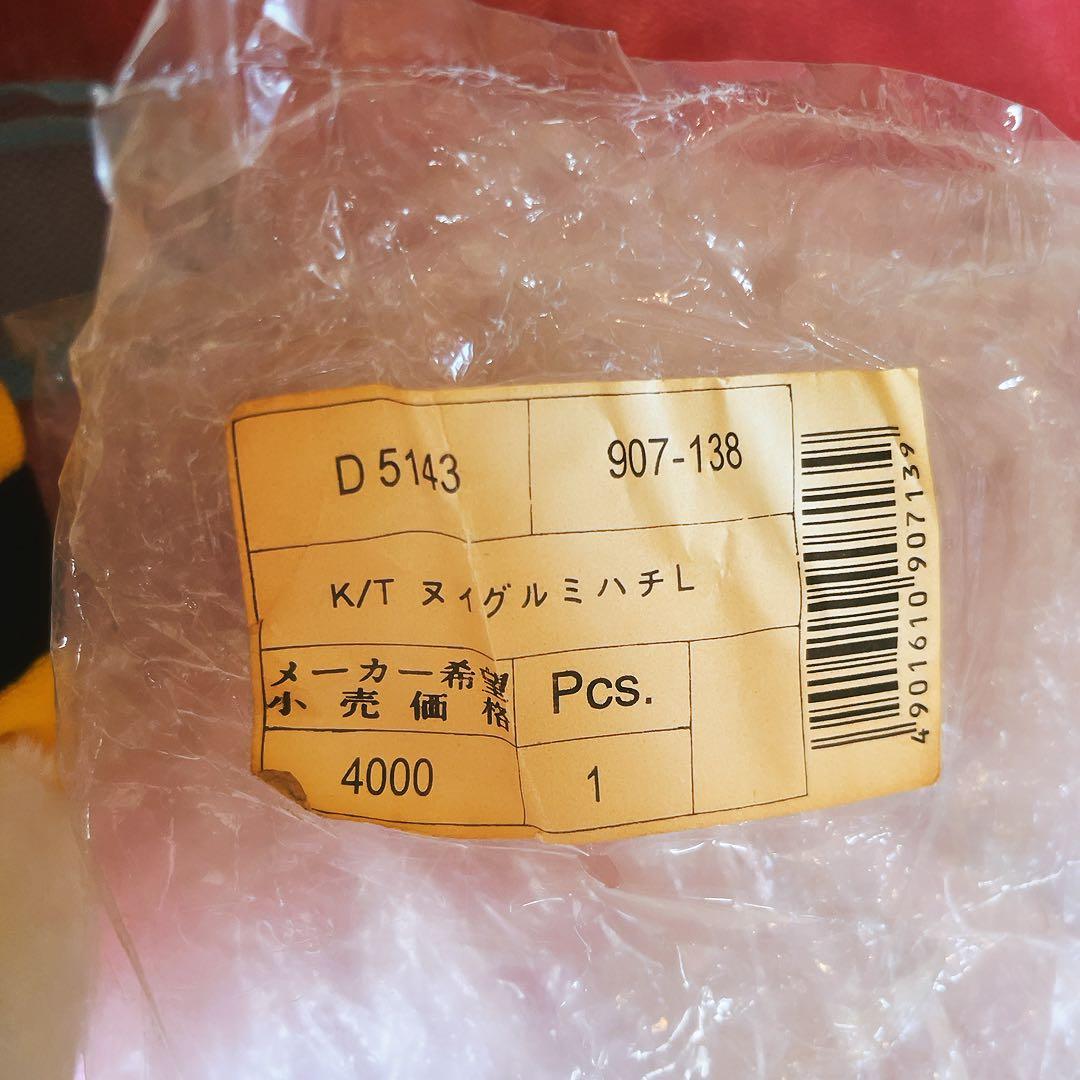 D 5143
907-138
K/T ヌィグルミハチL
メーカー希望
小売価格
Pcs.
4000
1
4901610907139